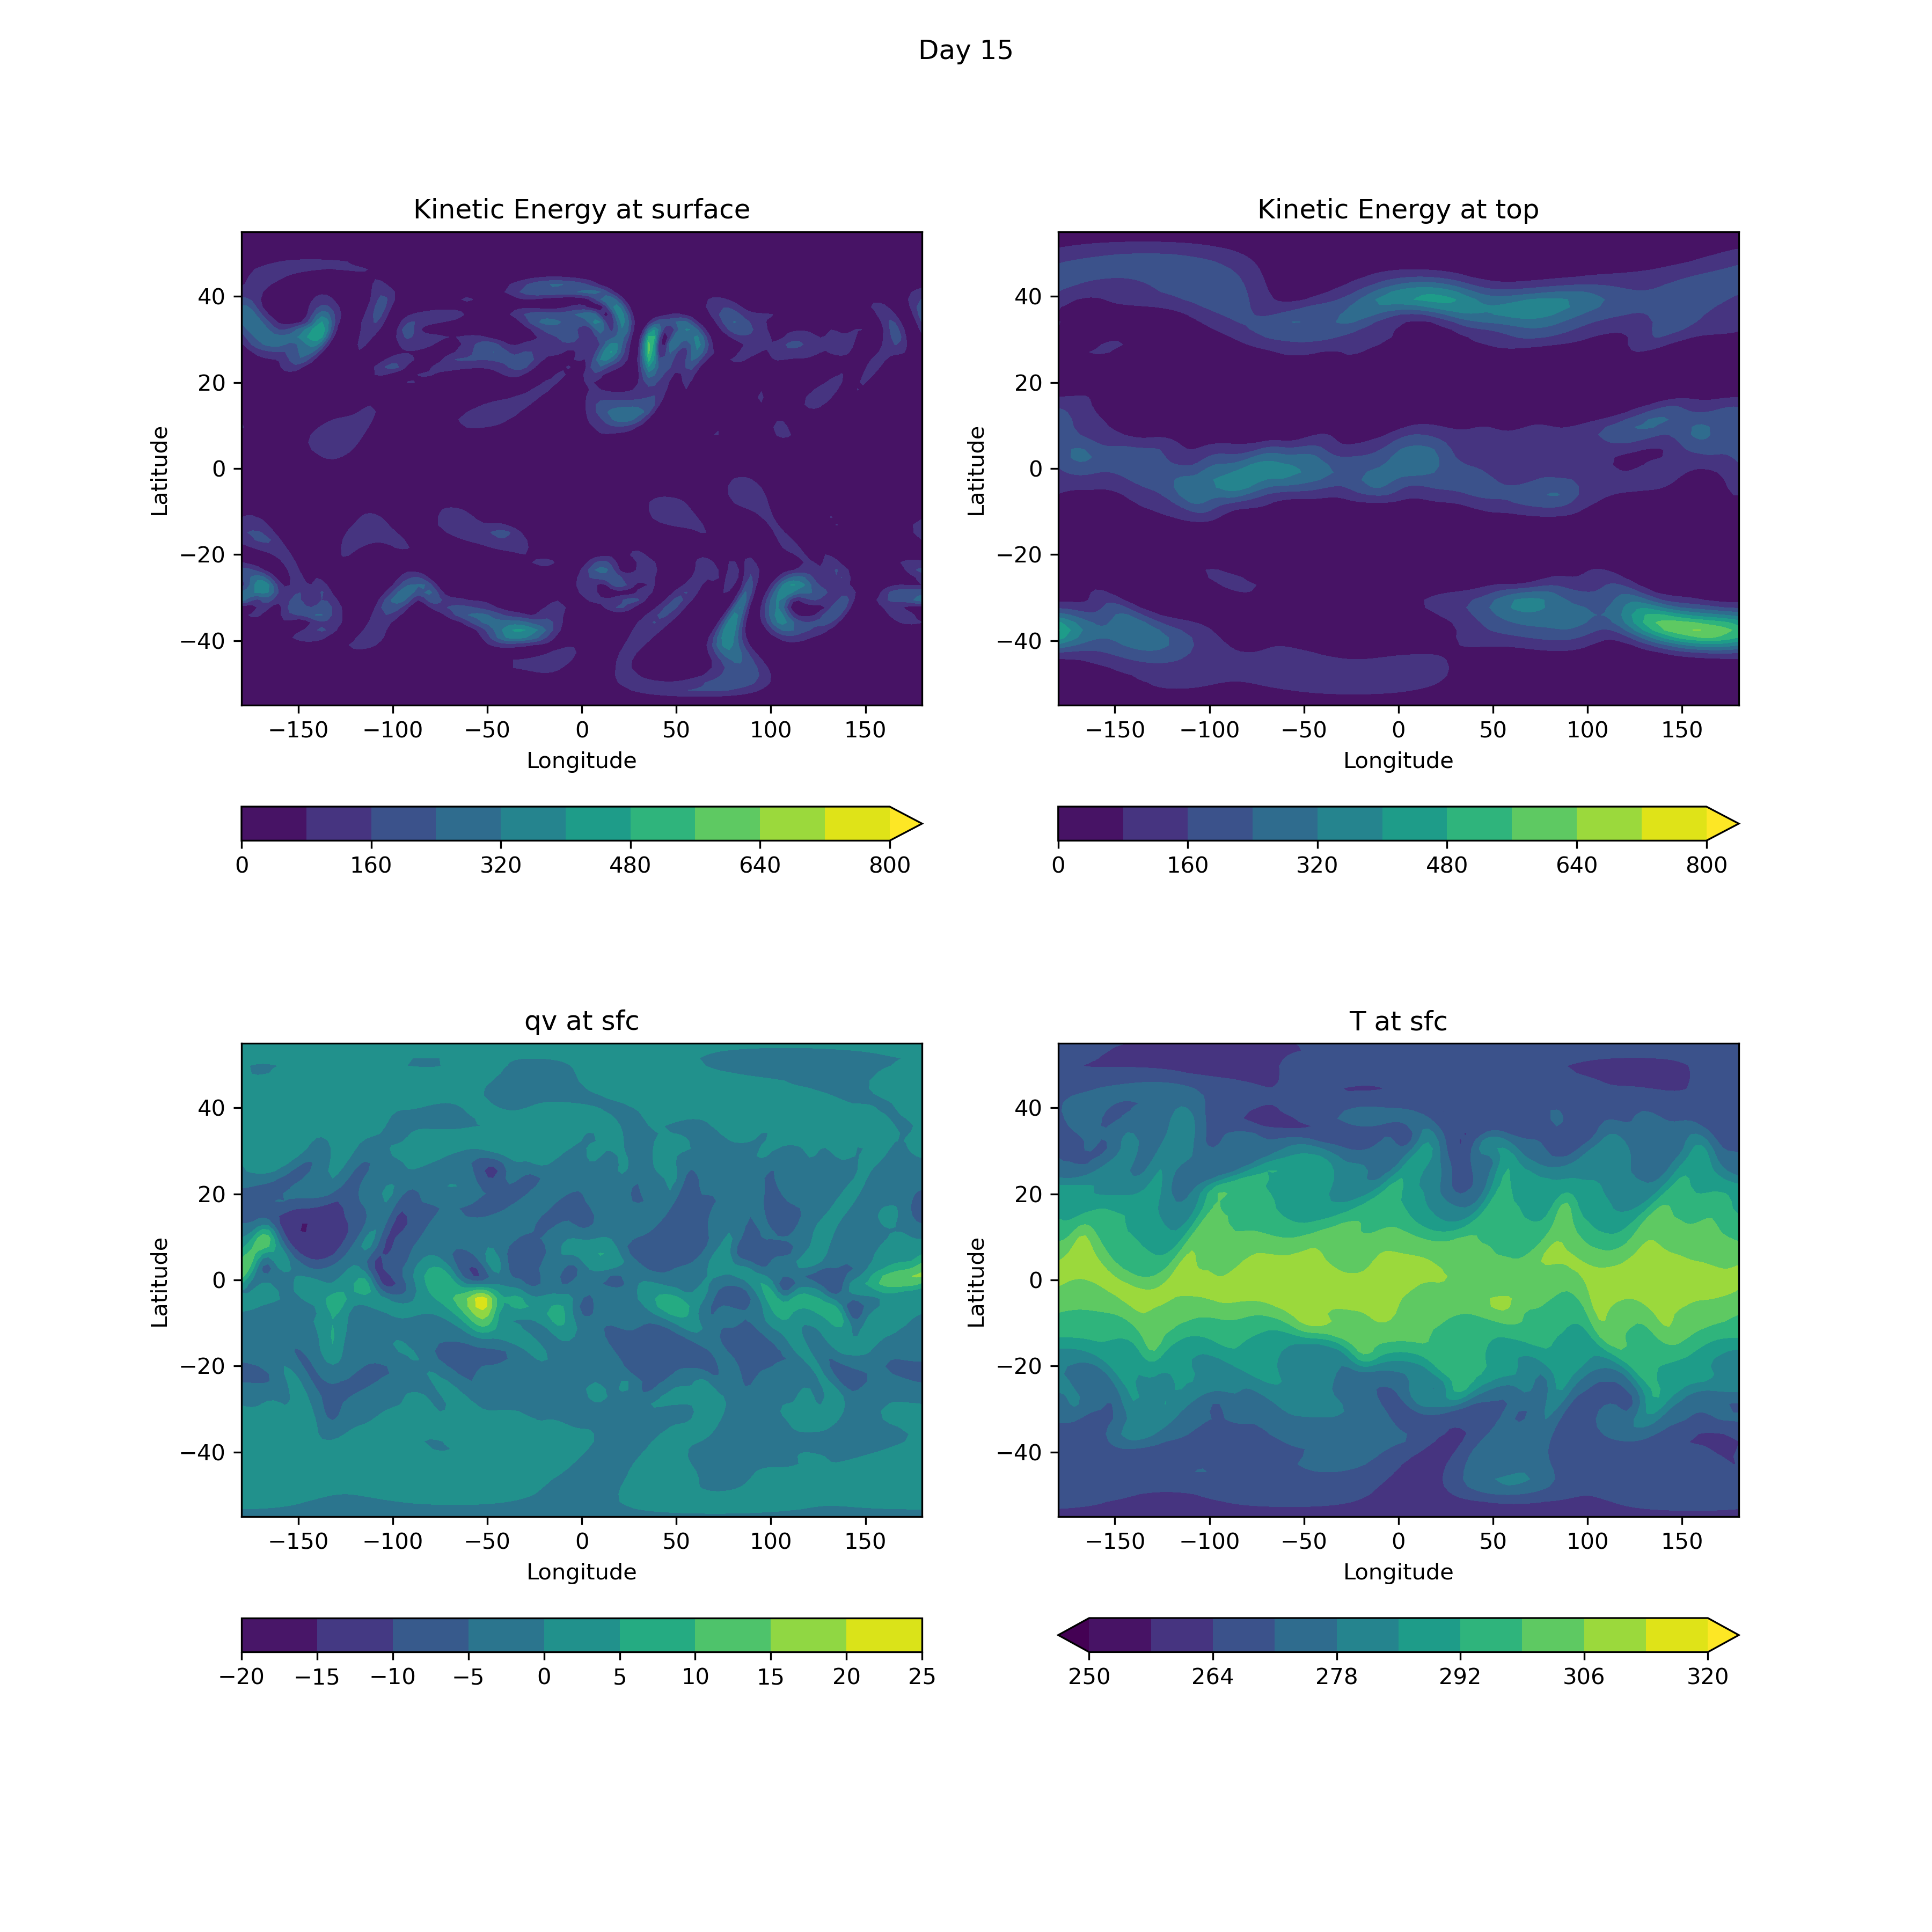 Day 15
Kinetic Energy at surface
Latitude
40
20
0
−20
−40
−150 −100 −50 0 50 100 150
Longitude
0 160 320 480 640 800
Kinetic Energy at top
Latitude
40
20
0
−20
−40
−150 −100 −50 0 50 100 150
Longitude
0 160 320 480 640 800
qv at sfc
Latitude
40
20
0
−20
−40
−150 −100 −50 0 50 100 150
Longitude
−20 −15 −10 −5 0 5 10 15 20 25
T at sfc
Latitude
40
20
0
−20
−40
−150 −100 −50 0 50 100 150
Longitude
250 264 278 292 306 320